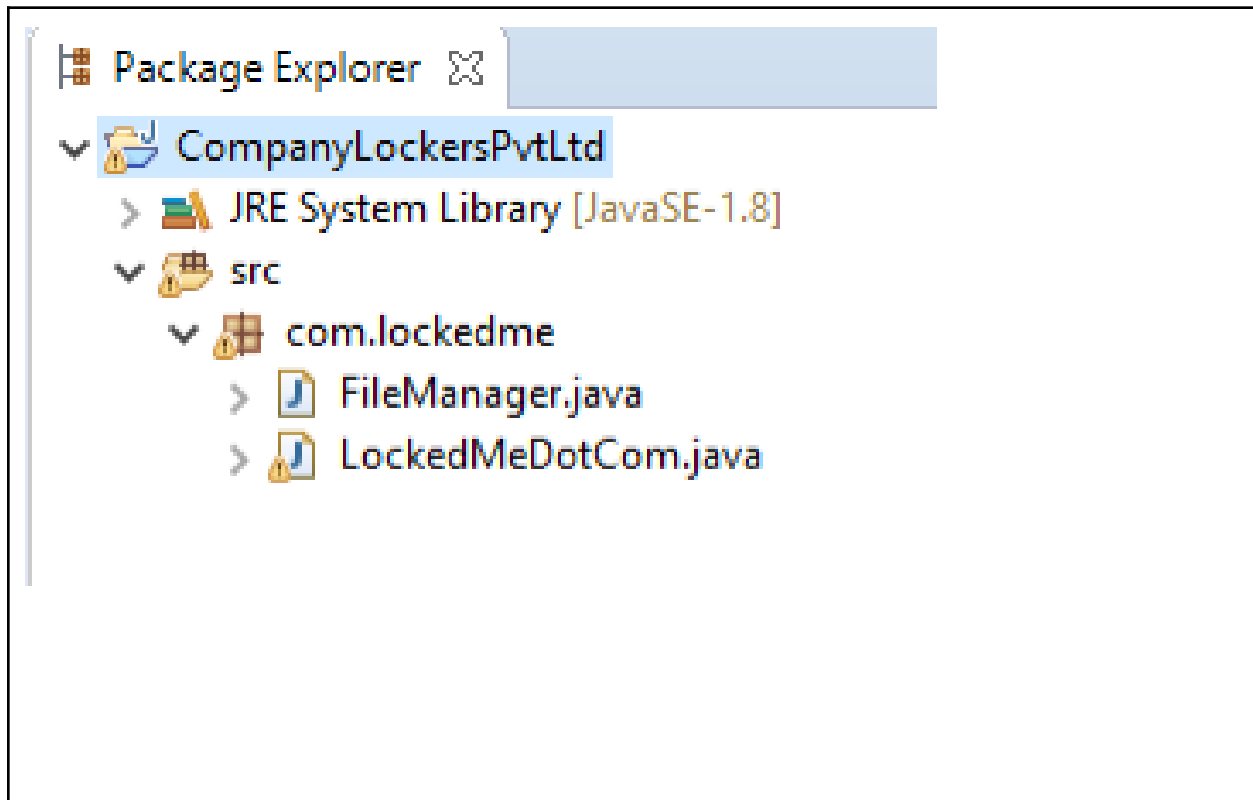 Package Explorer
CompanyLockersPvtLtd
JRE System Library [JavaSE-1.8]
src
com.lockedme
FileManager.java
LockedMeDotCom.java